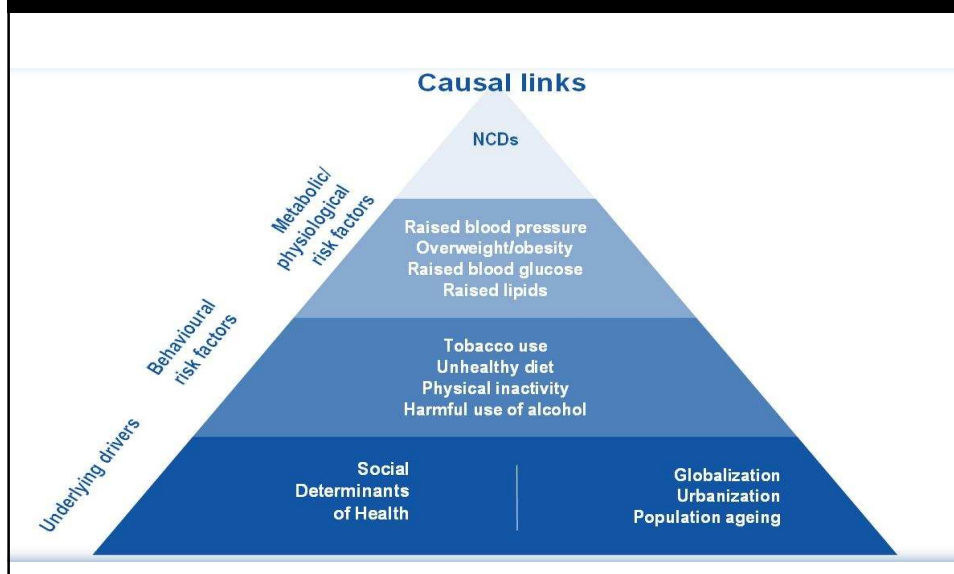 Causal links
NCDs
Metabolic/
physiological
risk factors
Raised blood pressure
Overweight/obesity
Raised blood glucose
Raised lipids
Behavioural
risk factors
Tobacco use
Unhealthy diet
Physical inactivity
Harmful use of alcohol
Underlying drivers
Social
Determinants
of Health
Globalization
Urbanization
Population ageing